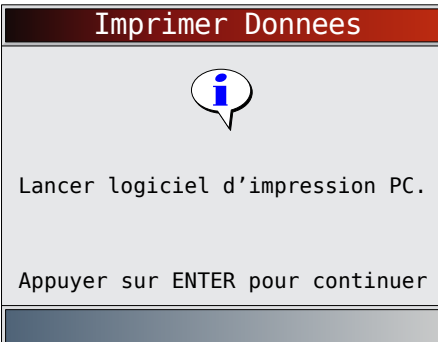 Imprimer Donnees
i
Lancer logiciel d'impression PC.
Appuyer sur ENTER pour continuer